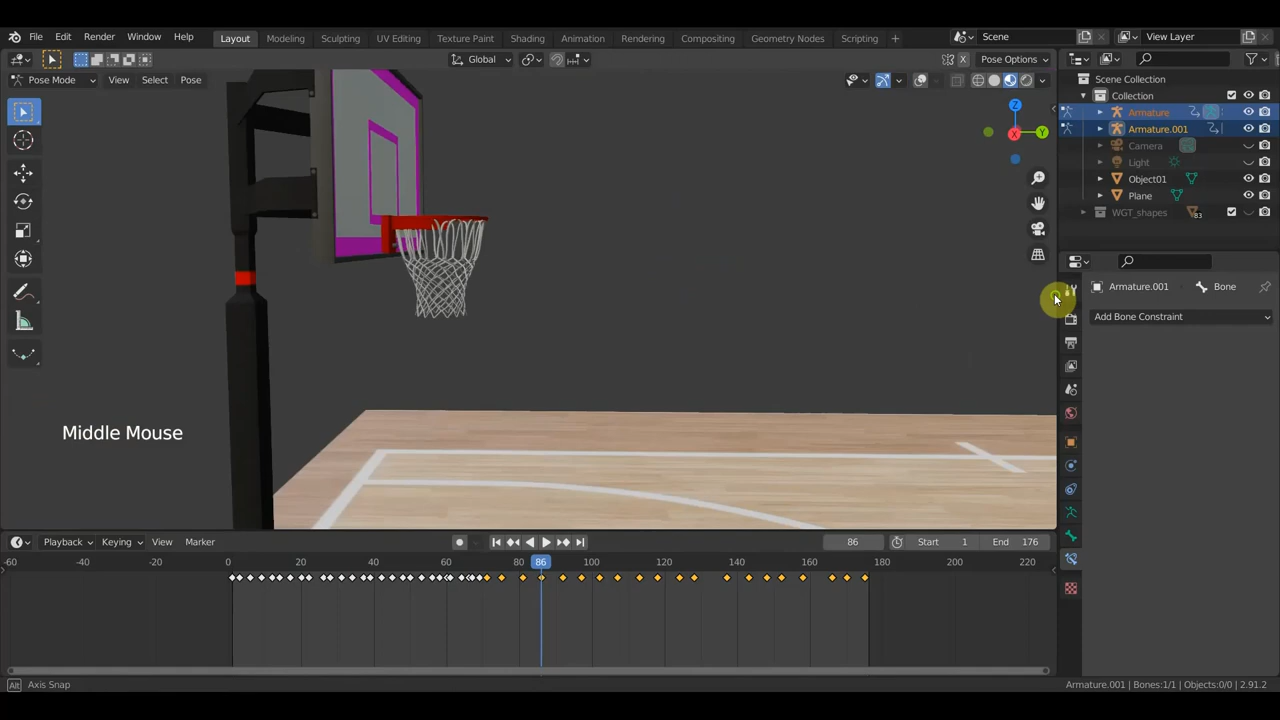 File Edit Render Window Help Layout Modeling Sculpting UV Editing Texture Paint Shading Animation Rendering Compositing Geometry Nodes Scripting + Scene View Layer
Global Pose Options
Pose Mode View Select Pose
Scene Collection
Collection
Armature
Armature.001
Camera
Light
Object01
Plane
WGT_shapes 83
Z
X Y
Armature.001 Bone
Add Bone Constraint
Middle Mouse
Playback Keying View Marker 86 Start 1 End 176
-60 -40 0 20 40 60 80 86 100 120 140 160 180 200 220
Alt Axis Snap Armature.001 | Bones:1/1 | Objects:0/0 | 2.91.2